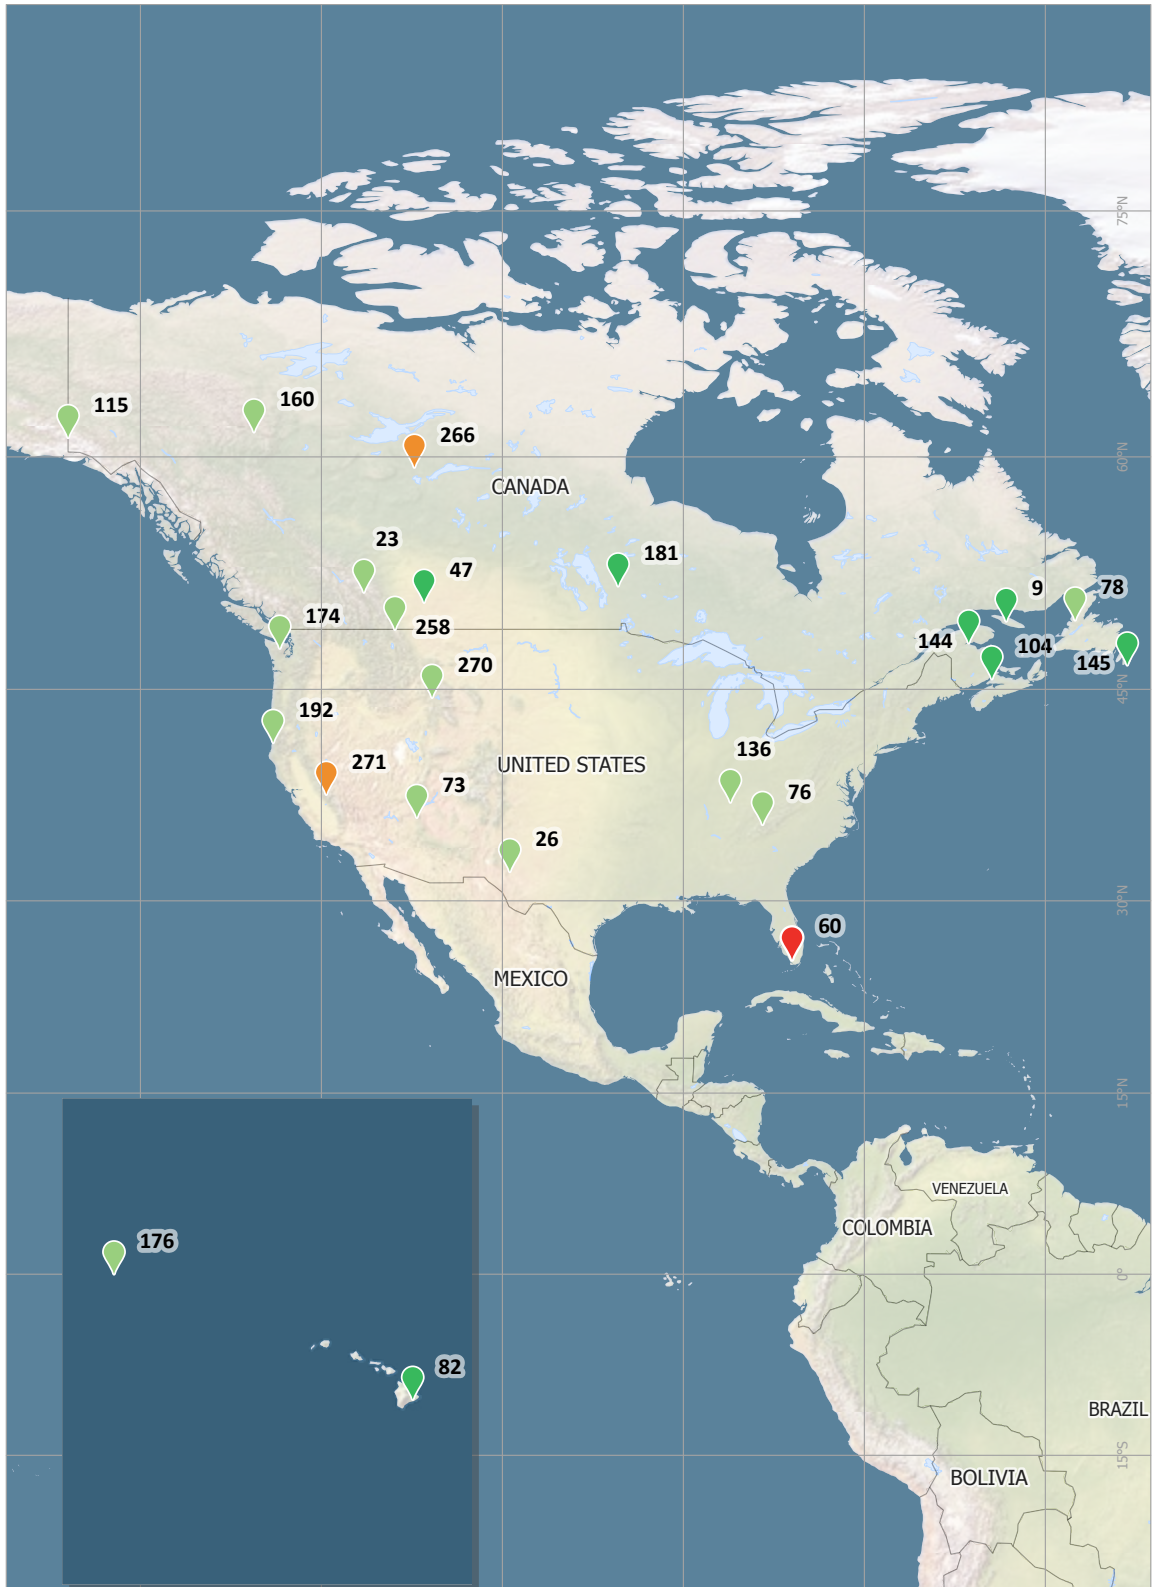 75°N
115
160
266
60°N
CANADA
23
47
181
9
78
174
258
144
104
145
270
45°N
192
136
271
UNITED STATES
73
76
26
30°N
60
MEXICO
15°N
VENEZUELA
COLOMBIA
176
0°
82
BRAZIL
15°S
BOLIVIA